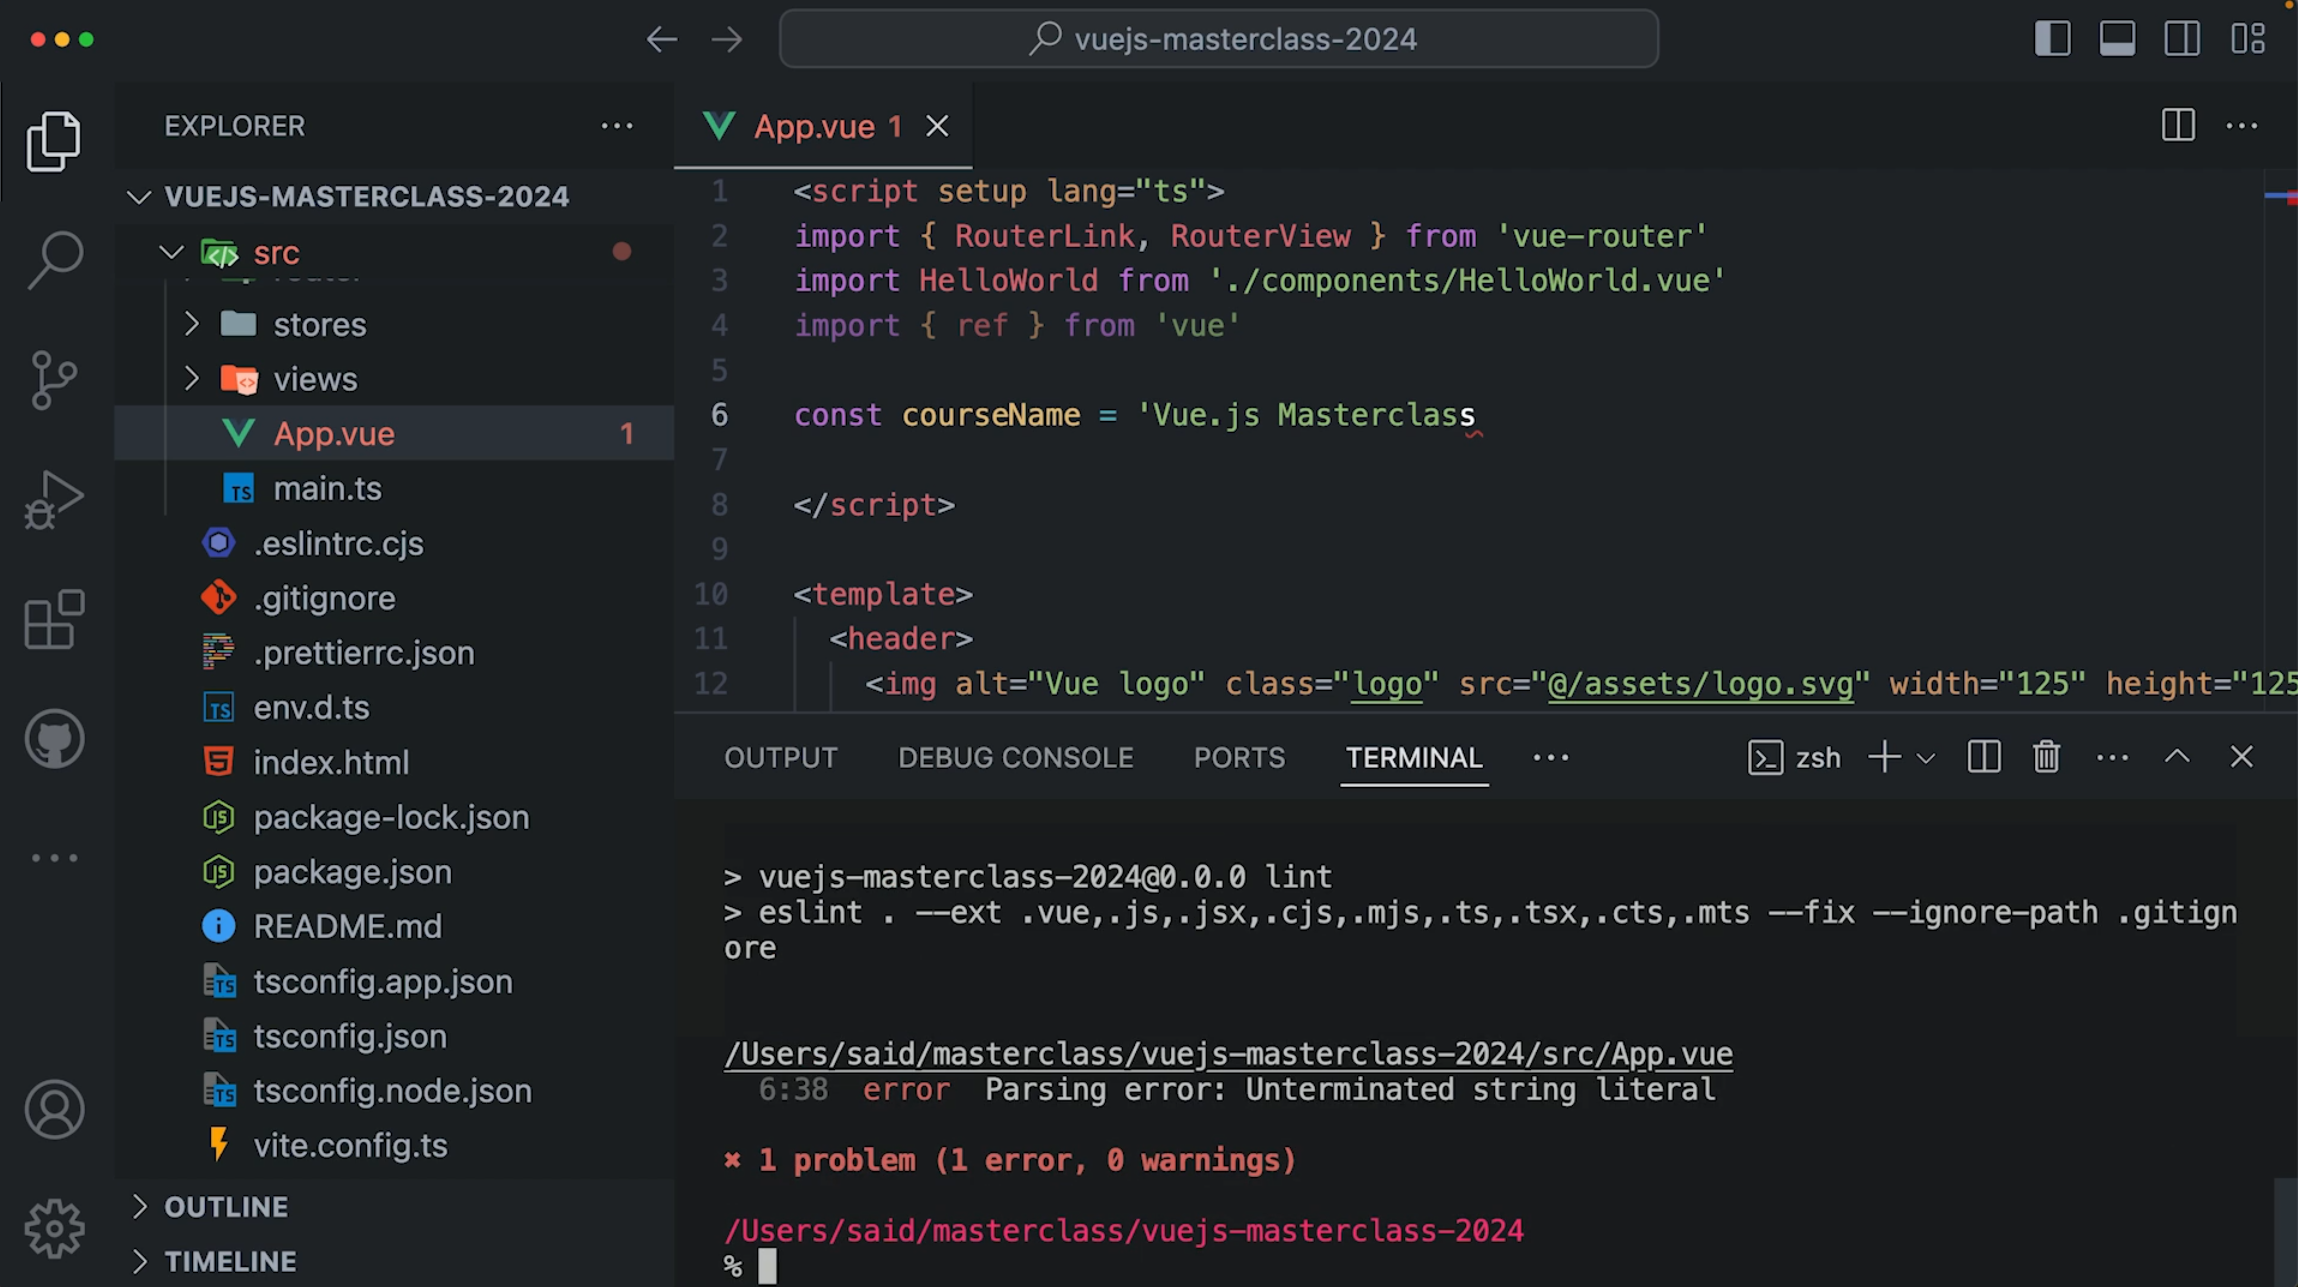 vuejs-masterclass-2024
EXPLORER
VUEJS-MASTERCLASS-2024
src
stores
views
App.vue 1
main.ts
.eslintrc.cjs
.gitignore
.prettierrc.json
env.d.ts
index.html
package-lock.json
package.json
README.md
tsconfig.app.json
tsconfig.json
tsconfig.node.json
vite.config.ts
OUTLINE
TIMELINE
App.vue 1
1 <script setup lang="ts">
2 import { RouterLink, RouterView } from 'vue-router'
3 import HelloWorld from './components/HelloWorld.vue'
4 import { ref } from 'vue'
5
6 const courseName = 'Vue.js Masterclass
7
8 </script>
9
10 <template>
11 <header>
12 <img alt="Vue logo" class="logo" src="@/assets/logo.svg" width="125" height="125
OUTPUT DEBUG CONSOLE PORTS TERMINAL zsh
> vuejs-masterclass-2024@0.0.0 lint
> eslint . --ext .vue,.js,.jsx,.cjs,.mjs,.ts,.tsx,.cts,.mts --fix --ignore-path .gitign
ore
/Users/said/masterclass/vuejs-masterclass-2024/src/App.vue
6:38 error Parsing error: Unterminated string literal
✖ 1 problem (1 error, 0 warnings)
/Users/said/masterclass/vuejs-masterclass-2024
%